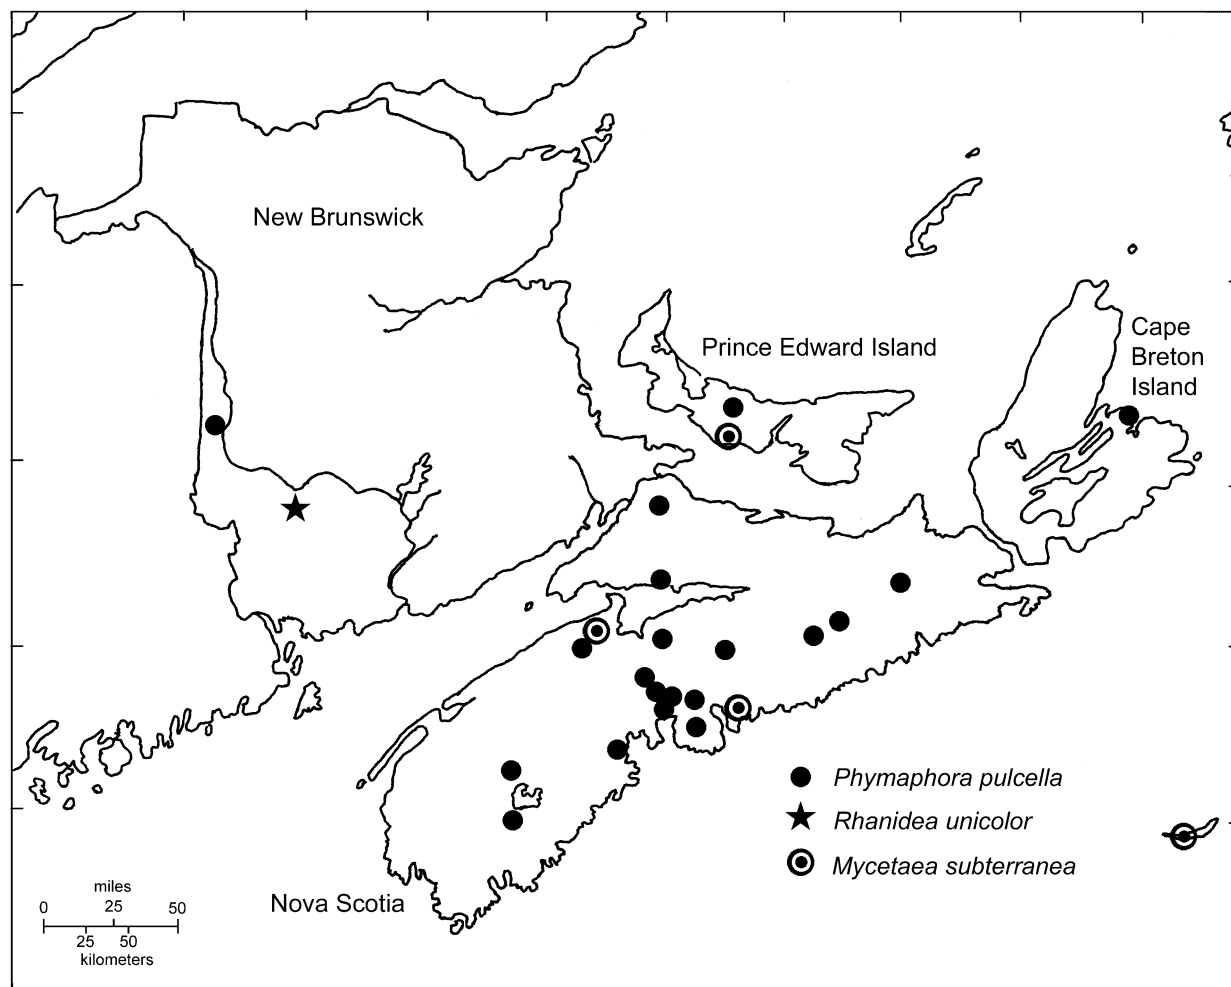 New Brunswick
Prince Edward Island
Cape
Breton
Island
Phymaphora pulcella
Rhanidea unicolor
Mycetaea subterranea
Nova Scotia
miles
0 25 50
25 50
kilometers